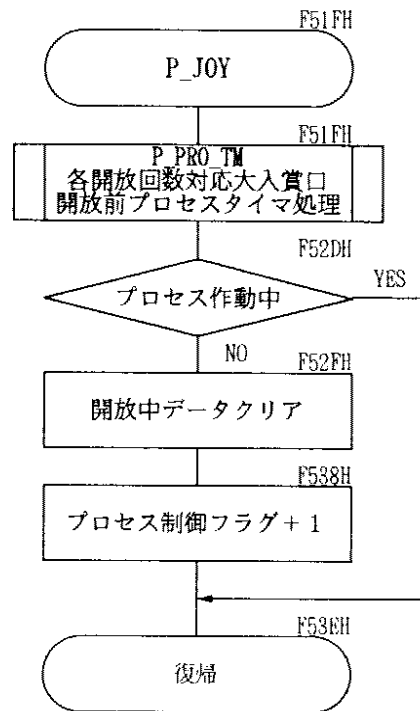 F51FH
P_JOY
F51FH
P_PRO_TM
各開放回数対応大入賞口
開放前プロセスタイマ処理
F52DH
プロセス作動中
YES
NO
F52FH
開放中データクリア
F538H
プロセス制御フラグ+1
F53EH
復帰